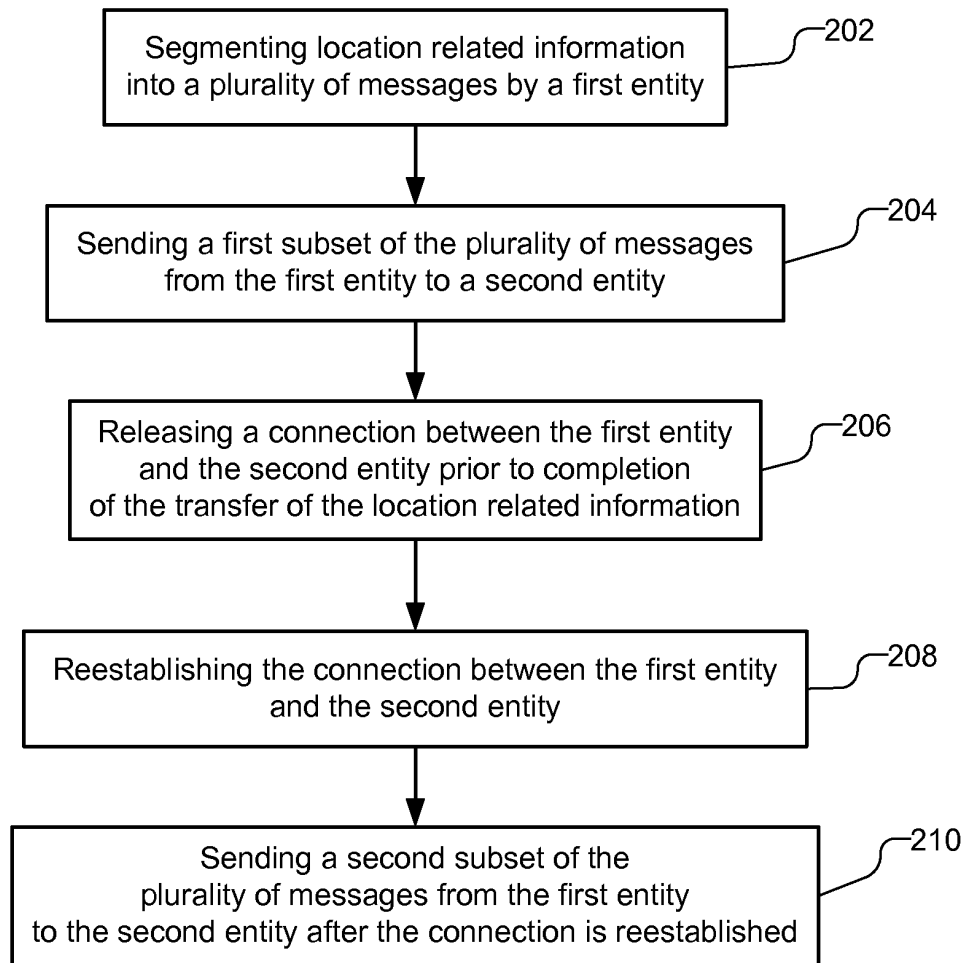 Segmenting location related information
into a plurality of messages by a first entity
202
Sending a first subset of the plurality of messages
from the first entity to a second entity
204
Releasing a connection between the first entity
and the second entity prior to completion
of the transfer of the location related information
206
Reestablishing the connection between the first entity
and the second entity
208
Sending a second subset of the
plurality of messages from the first entity
to the second entity after the connection is reestablished
210